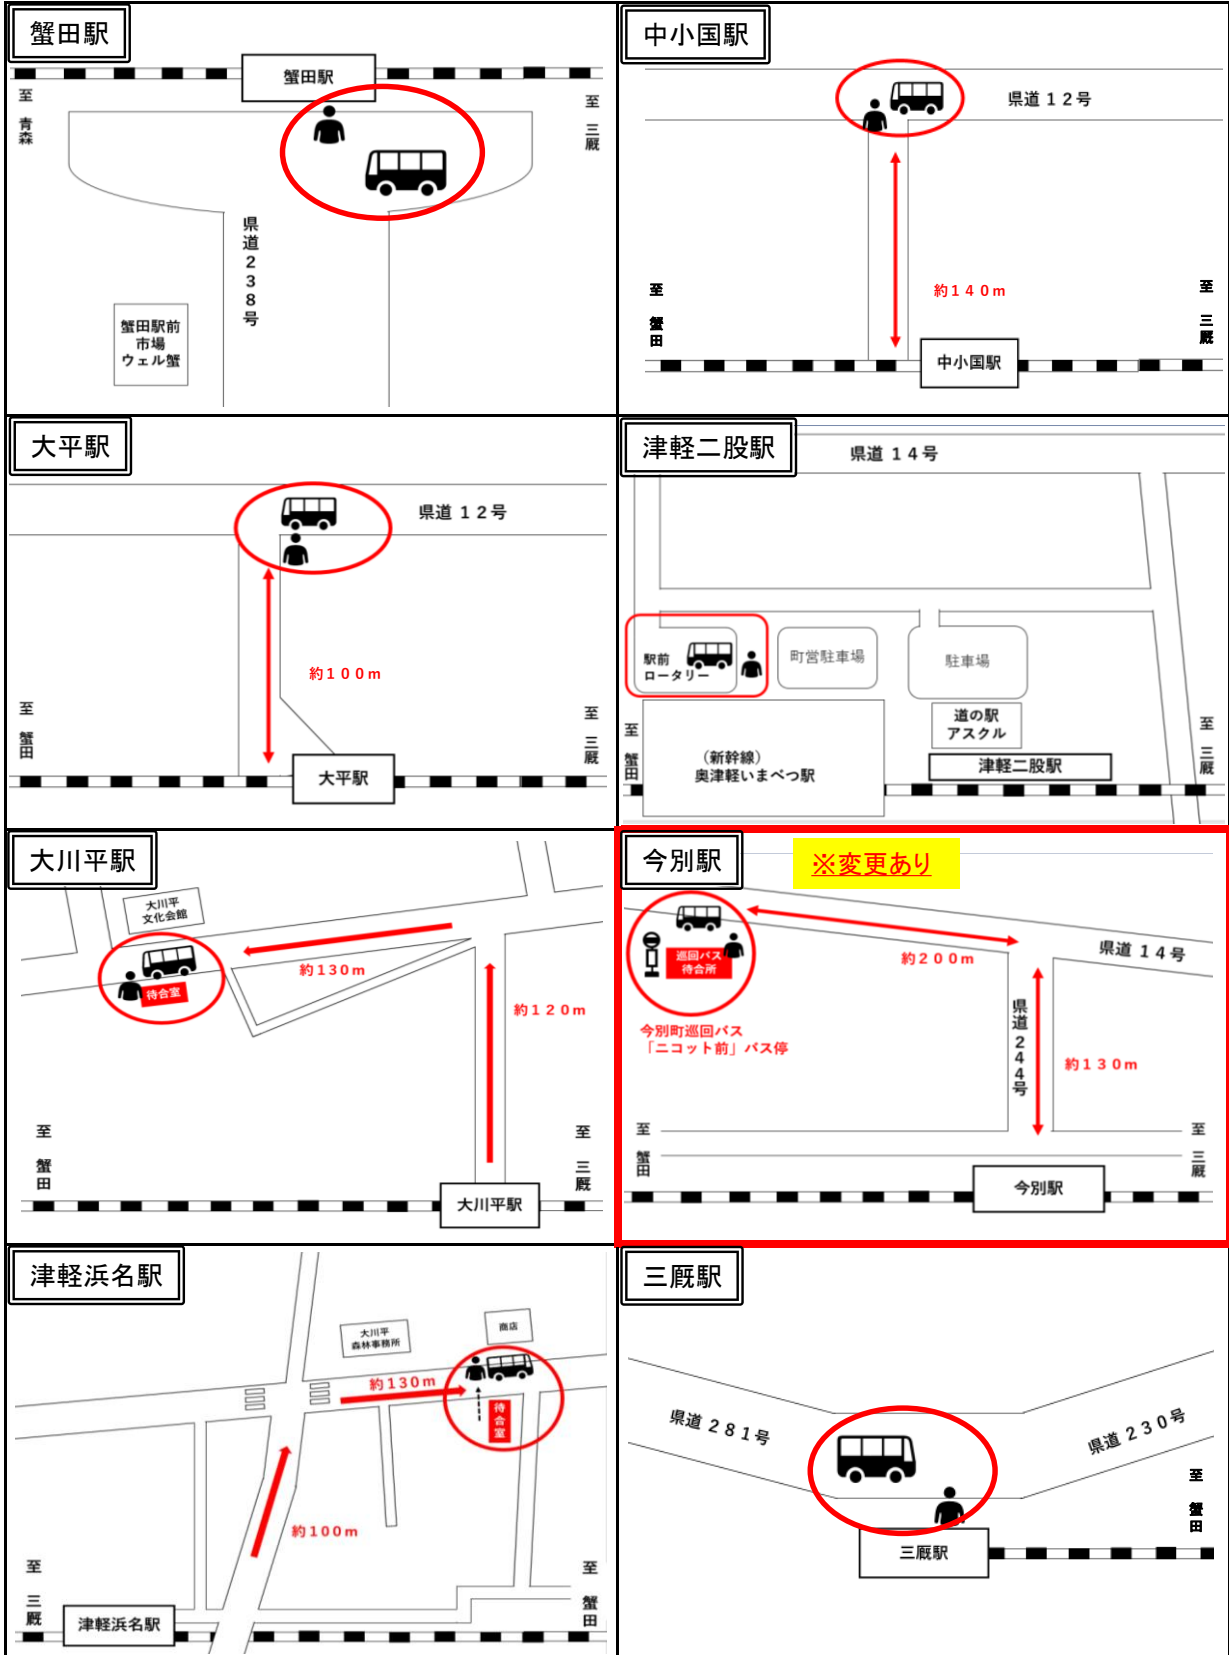 蟹田駅
蟹田駅
至 青森
至 三厩
県道238号
蟹田駅前
市場
ウェル蟹
中小国駅
県道12号
約140m
至 蟹田
至 三厩
中小国駅
大平駅
県道12号
約100m
至 蟹田
至 三厩
大平駅
津軽二股駅
県道14号
駅前
ロータリー
町営駐車場
駐車場
道の駅
アスクル
至 蟹田
至 三厩
(新幹線)
奥津軽いまべつ駅
津軽二股駅
大川平駅
大川平
文化会館
待合室
約130m
約120m
至 蟹田
至 三厩
大川平駅
今別駅
※変更あり
巡回バス
待合所
約200m
県道14号
今別町巡回バス
「ニコット前」バス停
県道244号
約130m
至 蟹田
至 三厩
今別駅
津軽浜名駅
大川平
森林事務所
商店
約130m
待合室
約100m
至 三厩
至 蟹田
津軽浜名駅
三厩駅
県道281号
県道230号
至 蟹田
三厩駅